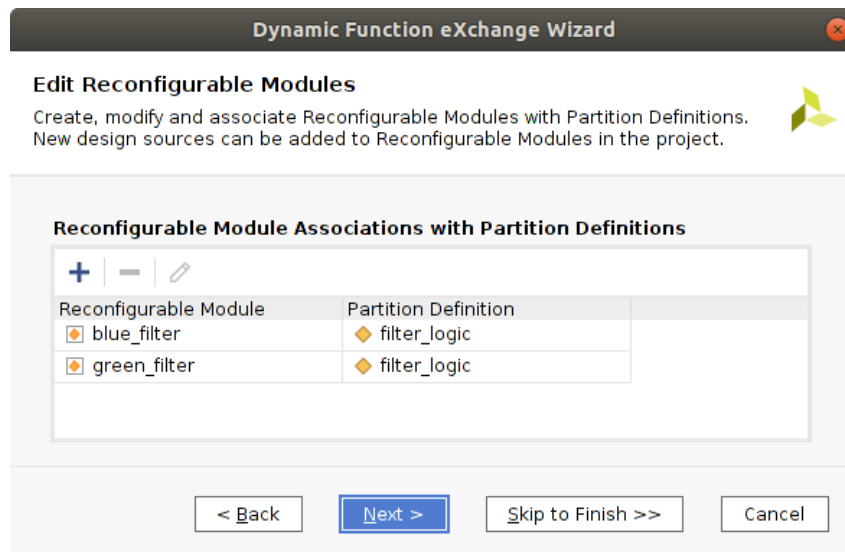 Dynamic Function eXchange Wizard
Edit Reconfigurable Modules
Create, modify and associate Reconfigurable Modules with Partition Definitions.
New design sources can be added to Reconfigurable Modules in the project.
Reconfigurable Module Associations with Partition Definitions
Reconfigurable Module Partition Definition
blue_filter filter_logic
green_filter filter_logic
< Back Next > Skip to Finish >> Cancel